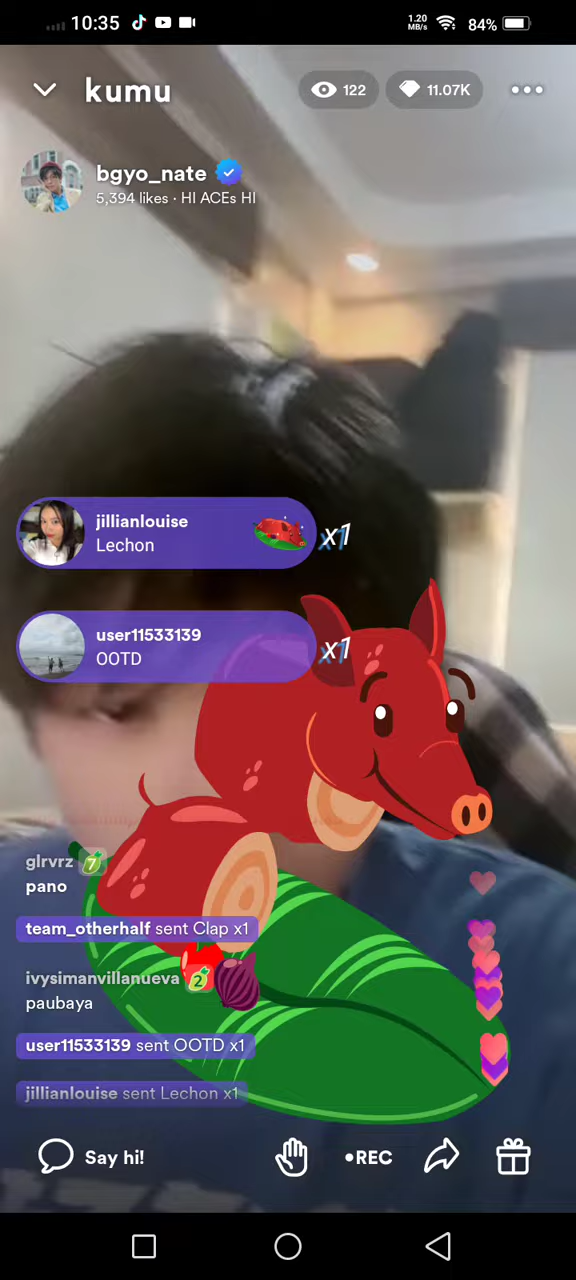 10:35
1.20
MB/s
84%
kumu
122
11.07K
bgyo_nate
5,394 likes · HI ACEs HI
jillianlouise
Lechon
x1
user11533139
OOTD
x1
glrvrz 7
pano
team_otherhalf sent Clap x1
ivysimanvillanueva 2
paubaya
user11533139 sent OOTD x1
jillianlouise sent Lechon x1
Say hi!
•REC